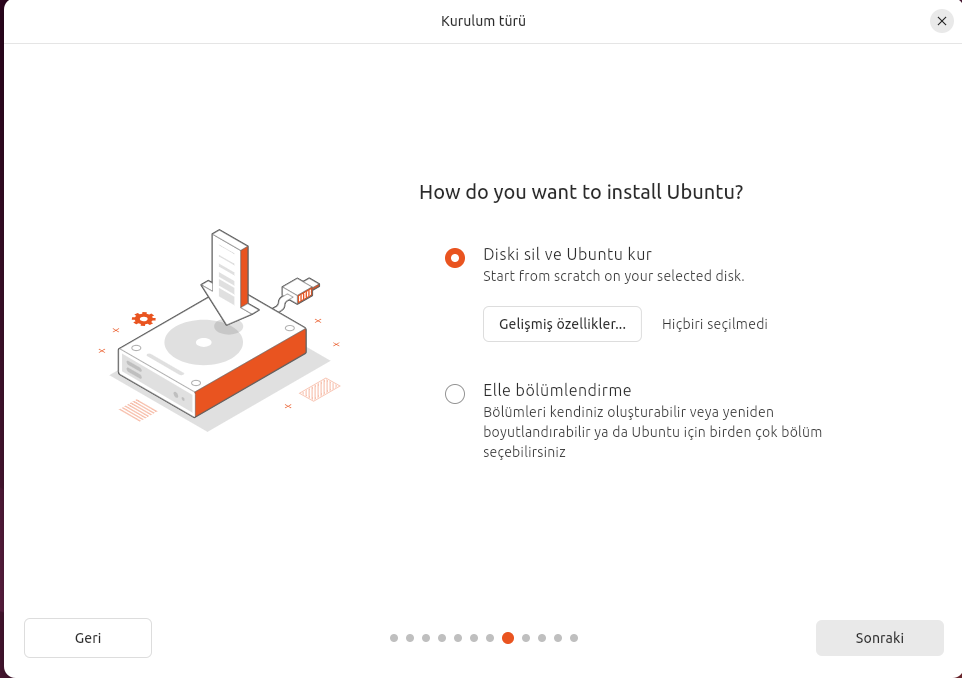 Kurulum türü
How do you want to install Ubuntu?
Diski sil ve Ubuntu kur
Start from scratch on your selected disk.
Gelişmiş özellikler... Hiçbiri seçilmedi
Elle bölümlendirme
Bölümleri kendiniz oluşturabilir veya yeniden
boyutlandırabilir ya da Ubuntu için birden çok bölüm
seçebilirsiniz
Geri Sonraki